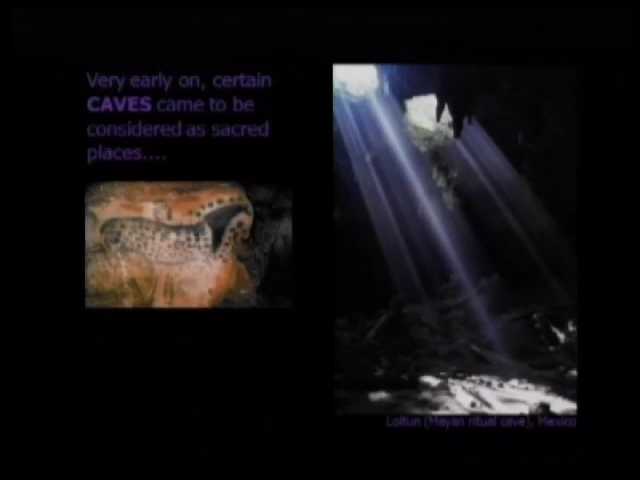 Very early on, certain
CAVES came to be
considered as sacred
places....
Loltun (Mayan ritual cave), Mexico